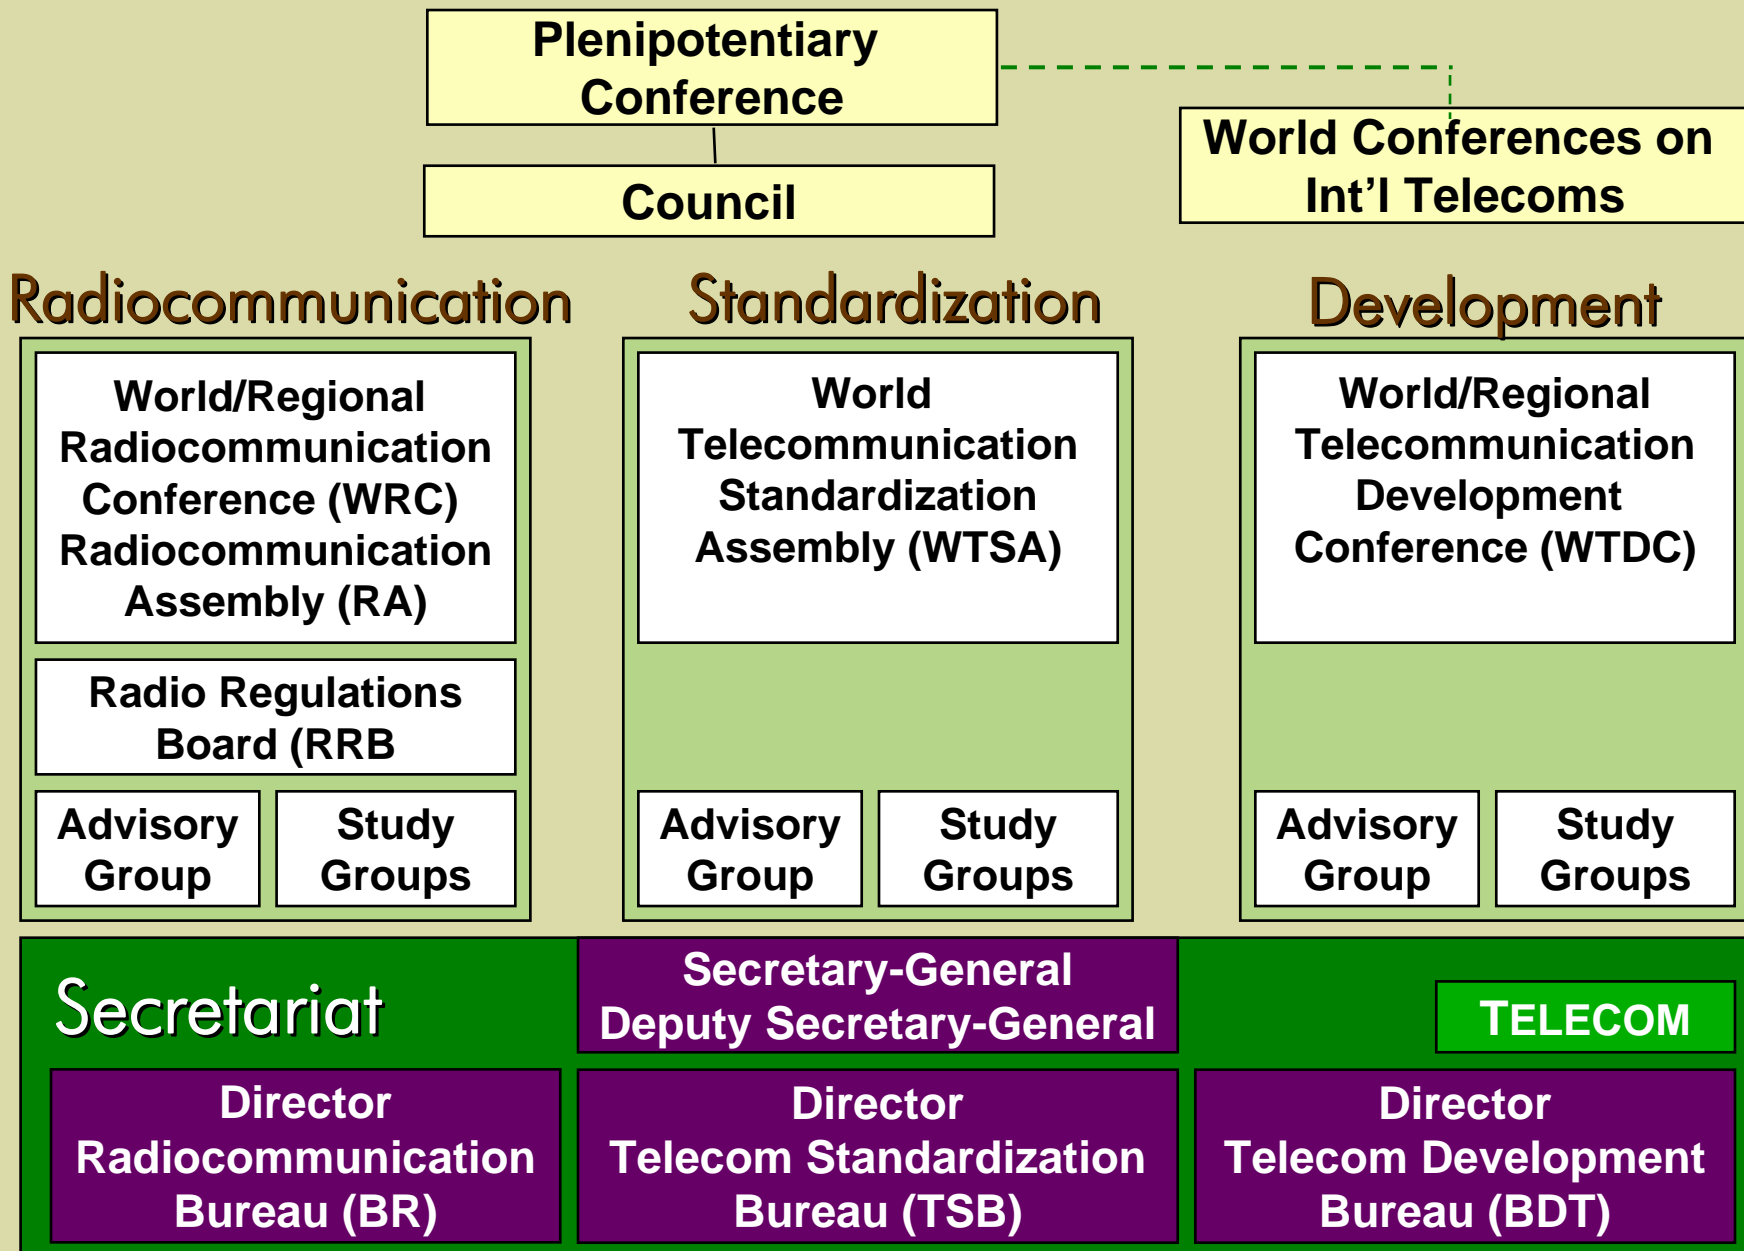 Plenipotentiary
Conference
World Conferences on
Int’l Telecoms
Council
Radiocommunication
World/Regional
Radiocommunication
Conference (WRC)
Radiocommunication
Assembly (RA)
Radio Regulations
Board (RRB
Advisory
Group
Study
Groups
Standardization
World
Telecommunication
Standardization
Assembly (WTSA)
Advisory
Group
Study
Groups
Development
World/Regional
Telecommunication
Development
Conference (WTDC)
Advisory
Group
Study
Groups
Secretariat
Secretary-General
Deputy Secretary-General
TELECOM
Director
Radiocommunication
Bureau (BR)
Director
Telecom Standardization
Bureau (TSB)
Director
Telecom Development
Bureau (BDT)